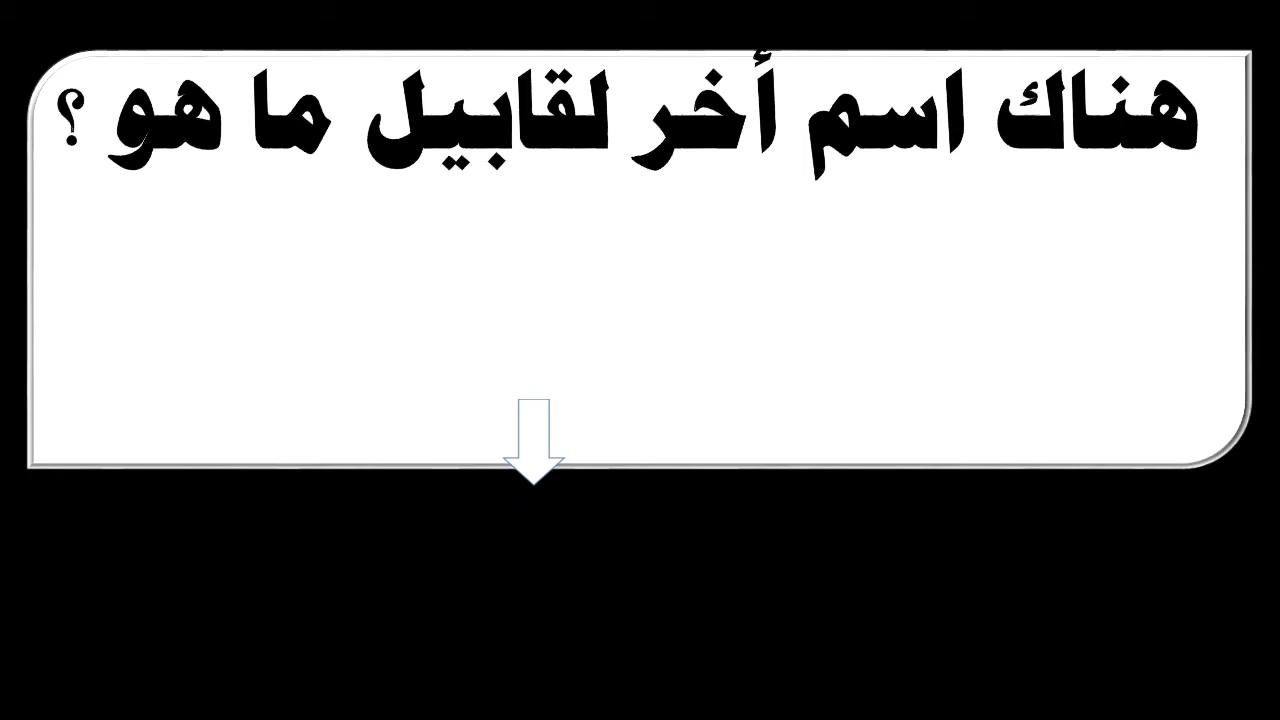 هناك اسم أخر لقابيل ما هو ؟